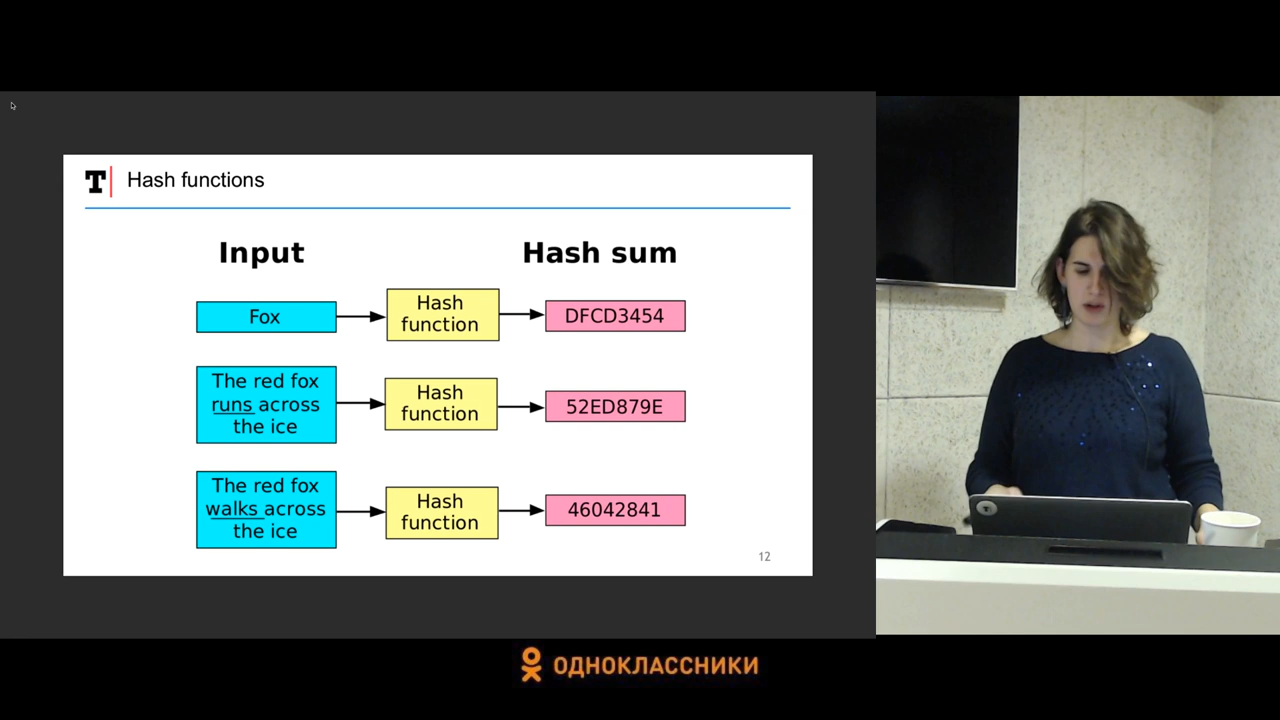 T Hash functions
Input
Hash sum
Fox
Hash
function
DFCD3454
The red fox
runs across
the ice
Hash
function
52ED879E
The red fox
walks across
the ice
Hash
function
46042841
12
T
ОДНОКЛАССНИКИ